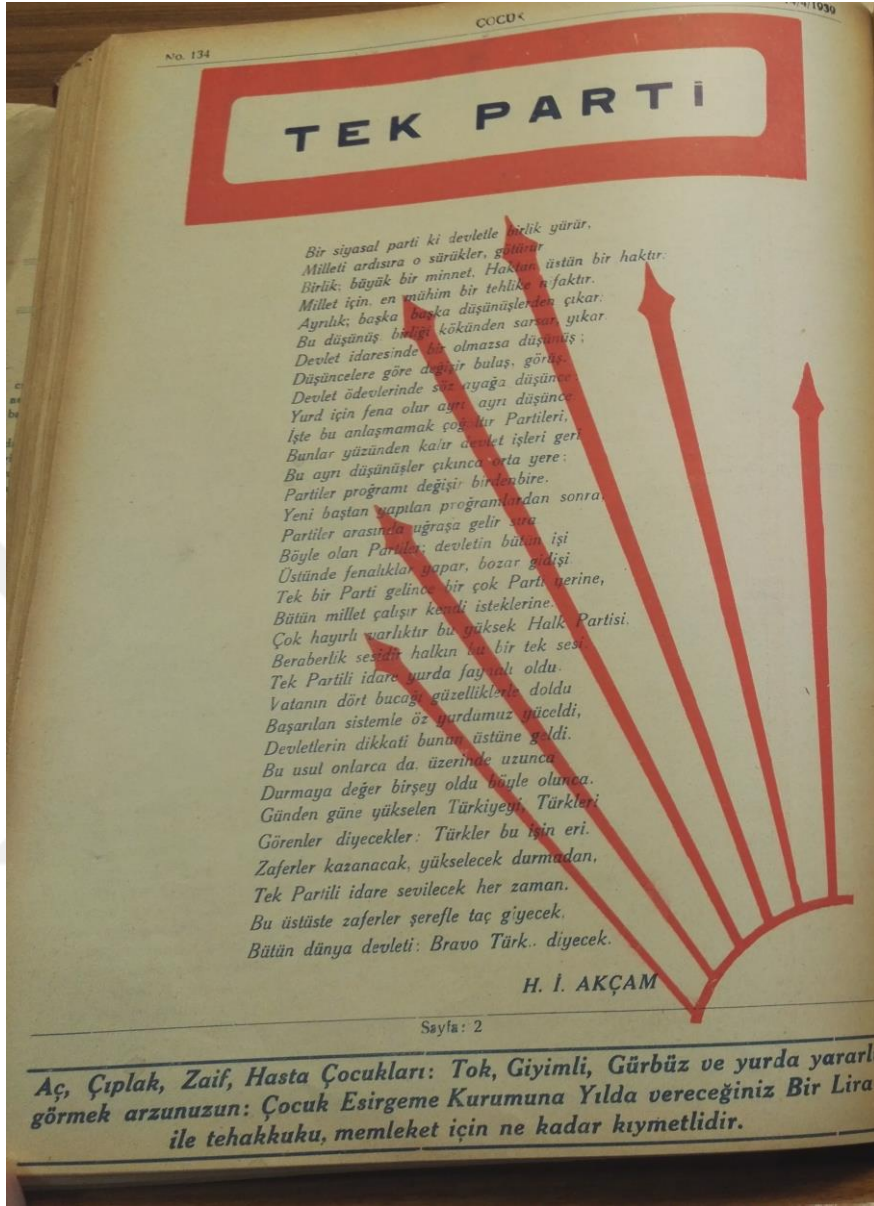 No. 134
ÇOCUK
/1939
TEK PARTİ
Bir siyasal parti ki devletle birlik yürür,
Milleti ardısıra o sürükler, götürür
Birlik; büyük bir minnet, Haktan üstün bir haktır:
Millet için, en mühim bir tehlike nifaktır.
Ayrılık; başka başka düşünüşlerden çıkar:
Bu düşünüş birliği kökünden sarsar, yıkar
Devlet idaresinde bir olmazsa düşünüş;
Düşüncelere göre değişir buluş, görüş.
Devlet ödevlerinde söz ayağa düşünce.
Yurd için fena olur ayrı ayrı düşünce
İşte bu anlaşmamak çoğaltır Partileri,
Bunlar yüzünden kalır devlet işleri geri
Bu ayrı düşünüşler çıkınca orta yere:
Partiler proğramı değişir birdenbire.
Yeni baştan yapılan proğramlardan sonra,
Partiler arasında uğraşa gelir sıra
Böyle olan Partiler; devletin bütün işi
Üstünde fenalıklar yapar, bozar gidişi
Tek bir Parti gelince bir çok Parti yerine,
Bütün millet çalışır kendi isteklerine.
Çok hayırlı varlıktır bu yüksek Halk Partisi.
Beraberlik sesidir halkın bu bir tek sesi.
Tek Partili idare yurda faydalı oldu.
Vatanın dört bucağı güzelliklerle doldu
Başarılan sistemle öz yurdumuz yüceldi,
Devletlerin dikkati bunun üstüne geldi.
Bu usul onlarca da, üzerinde uzunca
Durmaya değer birşey oldu böyle olunca.
Günden güne yükselen Türkiyeyi, Türkleri
Görenler diyecekler: Türkler bu işin eri.
Zaferler kazanacak, yükselecek durmadan,
Tek Partili idare sevilecek her zaman.
Bu üstüste zaferler şerefle taç giyecek,
Bütün dünya devleti: Bravo Türk.. diyecek.
H. İ. AKÇAM
Sayfa: 2
Aç, Çıplak, Zaif, Hasta Çocukları: Tok, Giyimli, Gürbüz ve yurda yararl
görmek arzunuzun: Çocuk Esirgeme Kurumuna Yılda vereceğiniz Bir Lira
ile tehakkuku, memleket için ne kadar kıymetlidir.